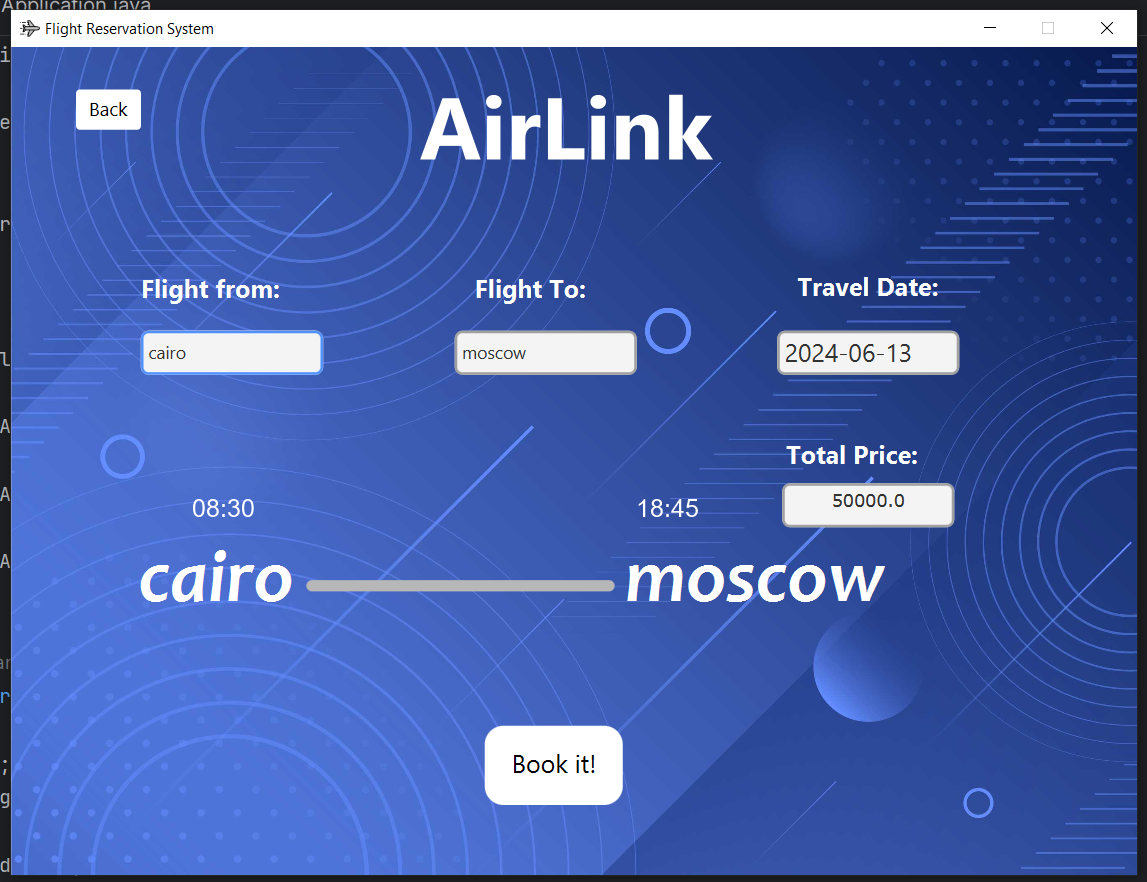 Application.java
Flight Reservation System
Back
AirLink
Flight from:
Flight To:
Travel Date:
cairo
moscow
2024-06-13
Total Price:
08:30
18:45
50000.0
cairo
moscow
Book it!